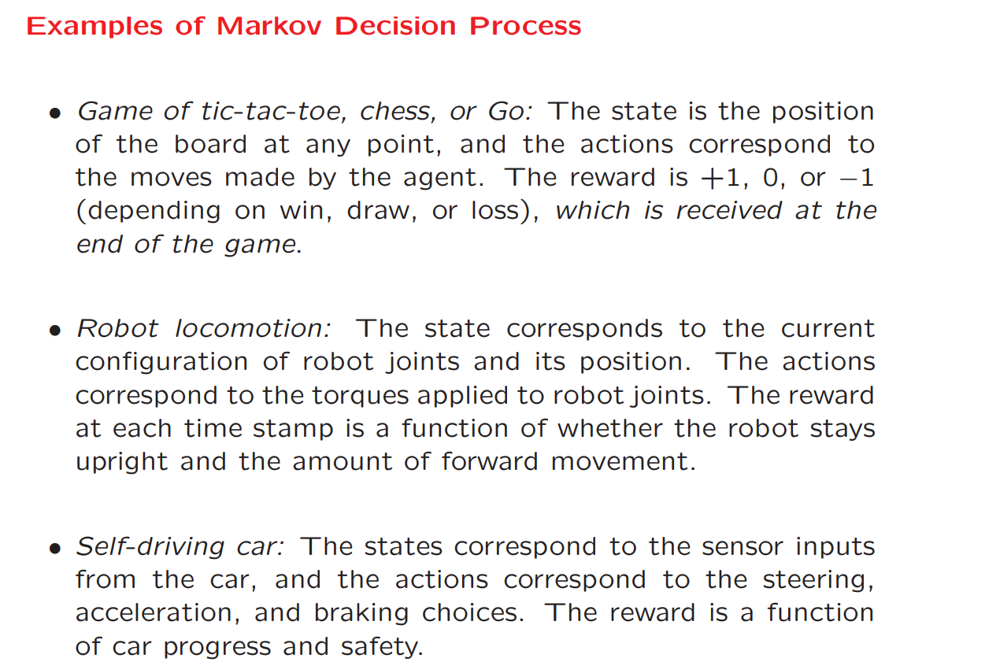 Examples of Markov Decision Process
• Game of tic-tac-toe, chess, or Go: The state is the position
of the board at any point, and the actions correspond to
the moves made by the agent. The reward is +1, 0, or −1
(depending on win, draw, or loss), which is received at the
end of the game.
• Robot locomotion: The state corresponds to the current
configuration of robot joints and its position. The actions
correspond to the torques applied to robot joints. The reward
at each time stamp is a function of whether the robot stays
upright and the amount of forward movement.
• Self-driving car: The states correspond to the sensor inputs
from the car, and the actions correspond to the steering,
acceleration, and braking choices. The reward is a function
of car progress and safety.